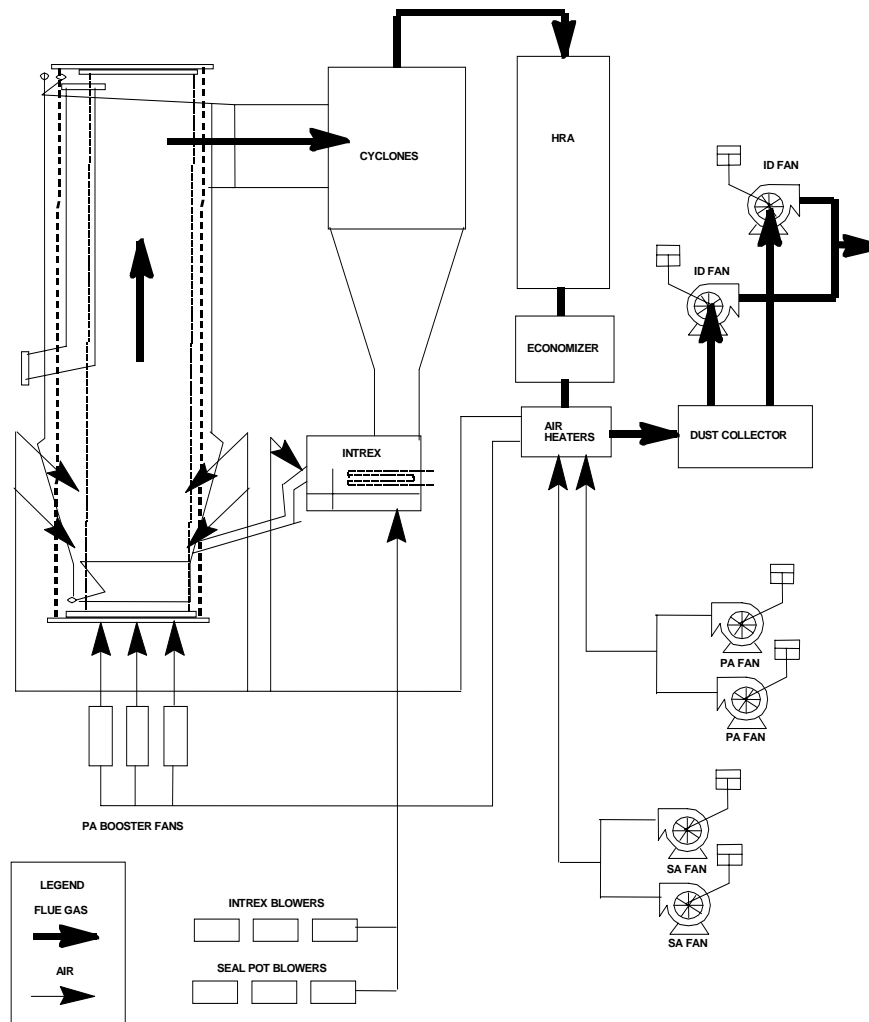 CYCLONES
HRA
ID FAN
ID FAN
ECONOMIZER
AIR
HEATERS
DUST COLLECTOR
INTREX
PA FAN
PA FAN
PA BOOSTER FANS
SA FAN
SA FAN
LEGEND
FLUE GAS
AIR
INTREX BLOWERS
SEAL POT BLOWERS